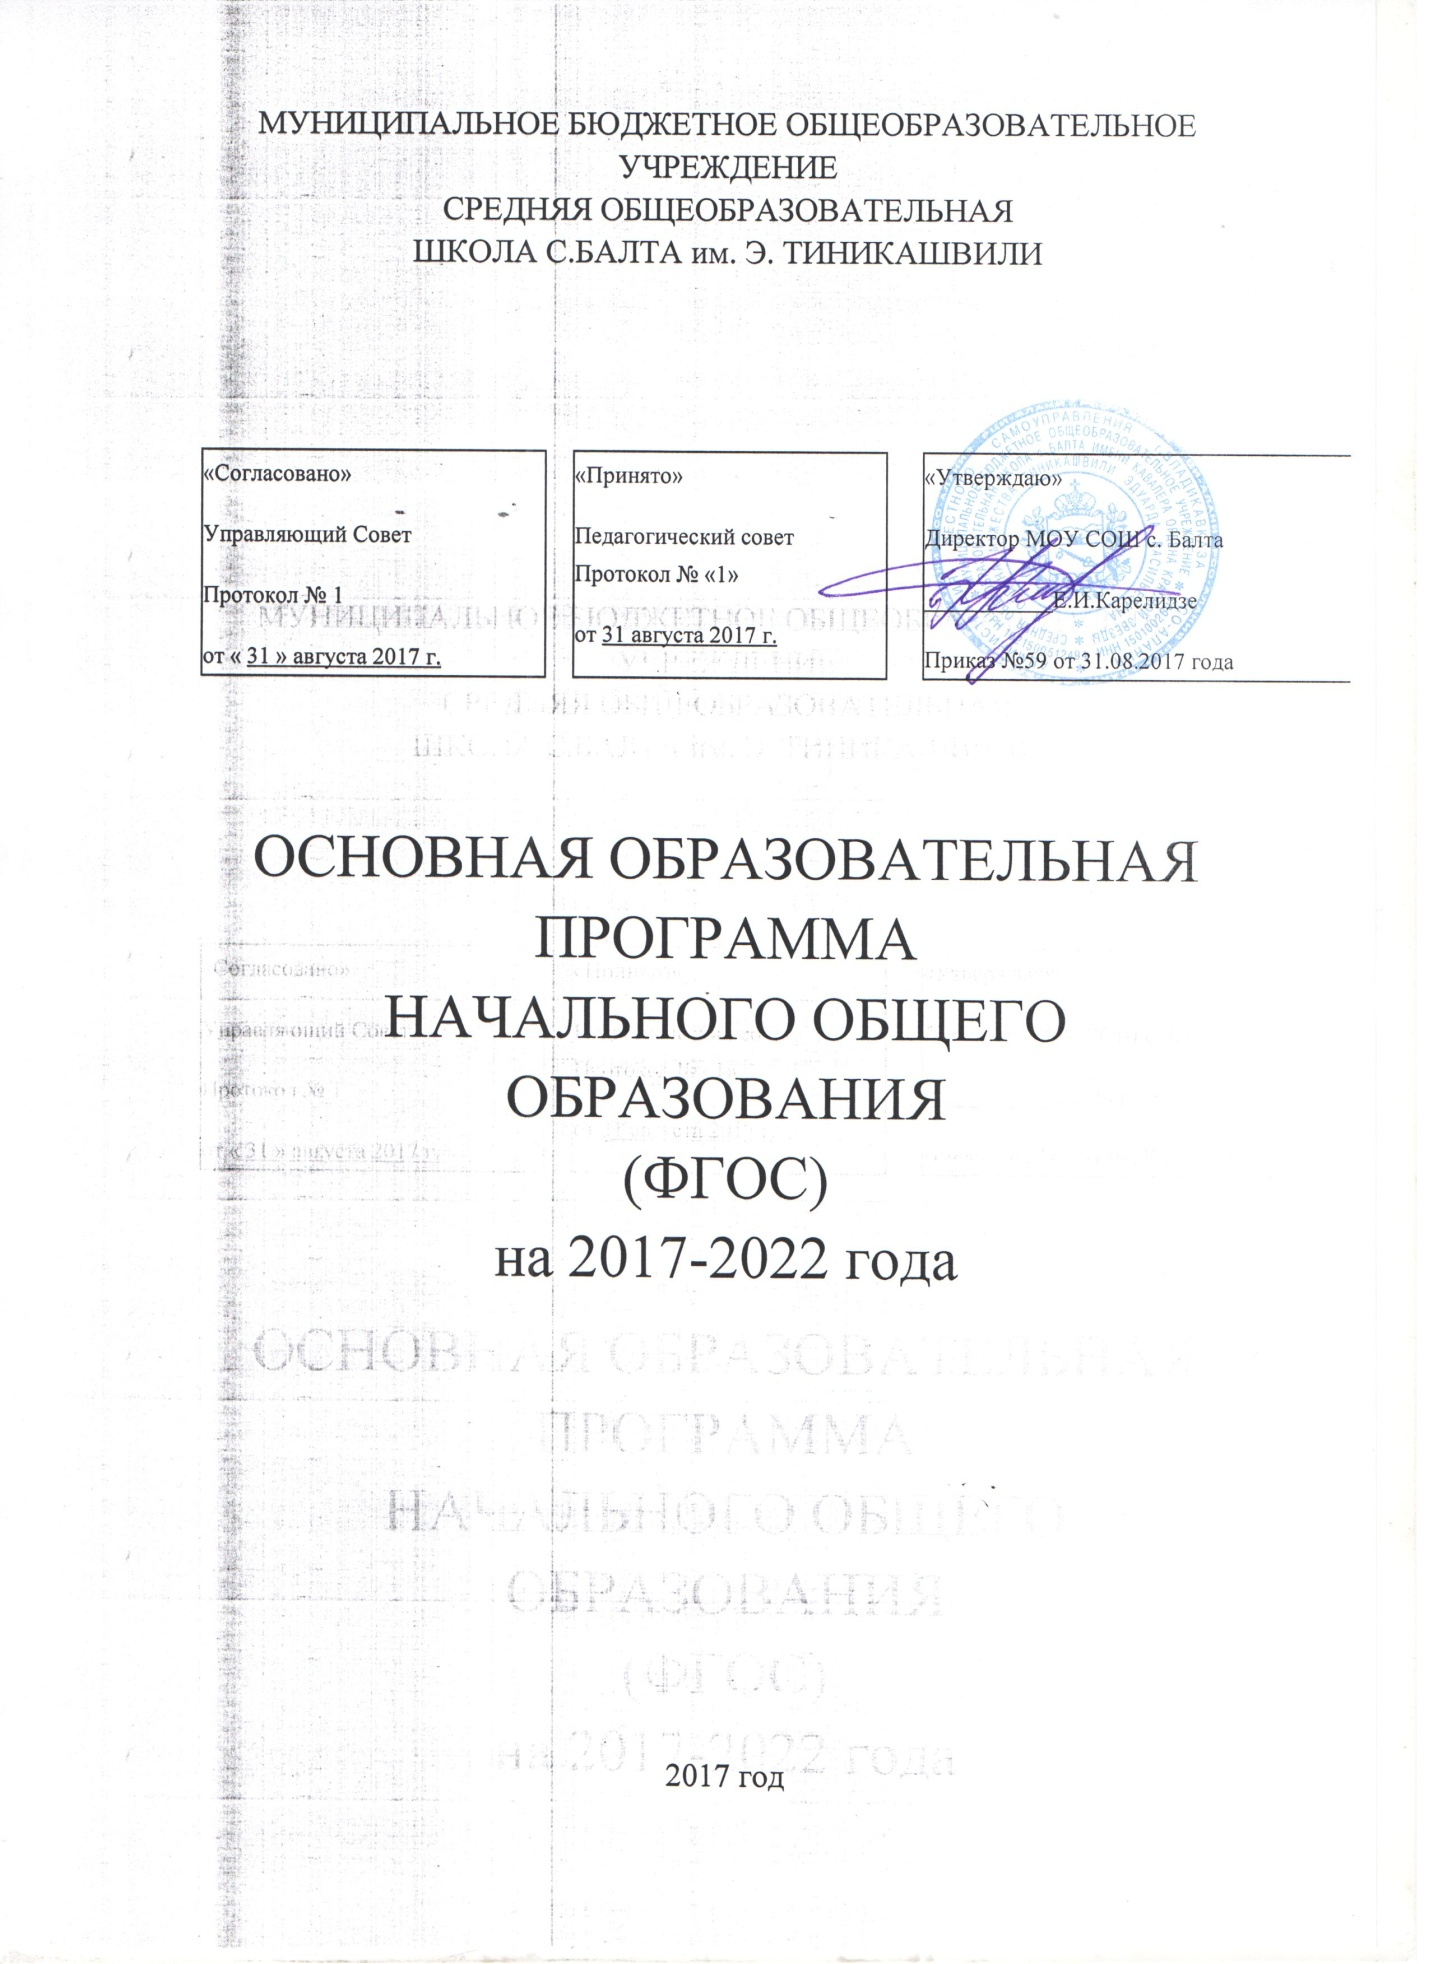 МУНИЦИПАЛЬНОЕ БЮДЖЕТНОЕ ОБЩЕОБРАЗОВАТЕЛЬНОЕ
УЧРЕЖДЕНИЕ
СРЕДНЯЯ ОБЩЕОБРАЗОВАТЕЛЬНАЯ
ШКОЛА С.БАЛТА им. Э. ТИНИКАШВИЛИ
«Согласовано»
Управляющий Совет
Протокол № 1
от « 31 » августа 2017 г.
«Принято»
Педагогический совет
Протокол № «1»
от 31 августа 2017 г.
«Утверждаю»
Директор МОУ СОШ с. Балта
Е.И.Карелидзе
Приказ №59 от 31.08.2017 года
ОСНОВНАЯ ОБРАЗОВАТЕЛЬНАЯ
ПРОГРАММА
НАЧАЛЬНОГО ОБЩЕГО
ОБРАЗОВАНИЯ
(ФГОС)
на 2017-2022 года
2017 год